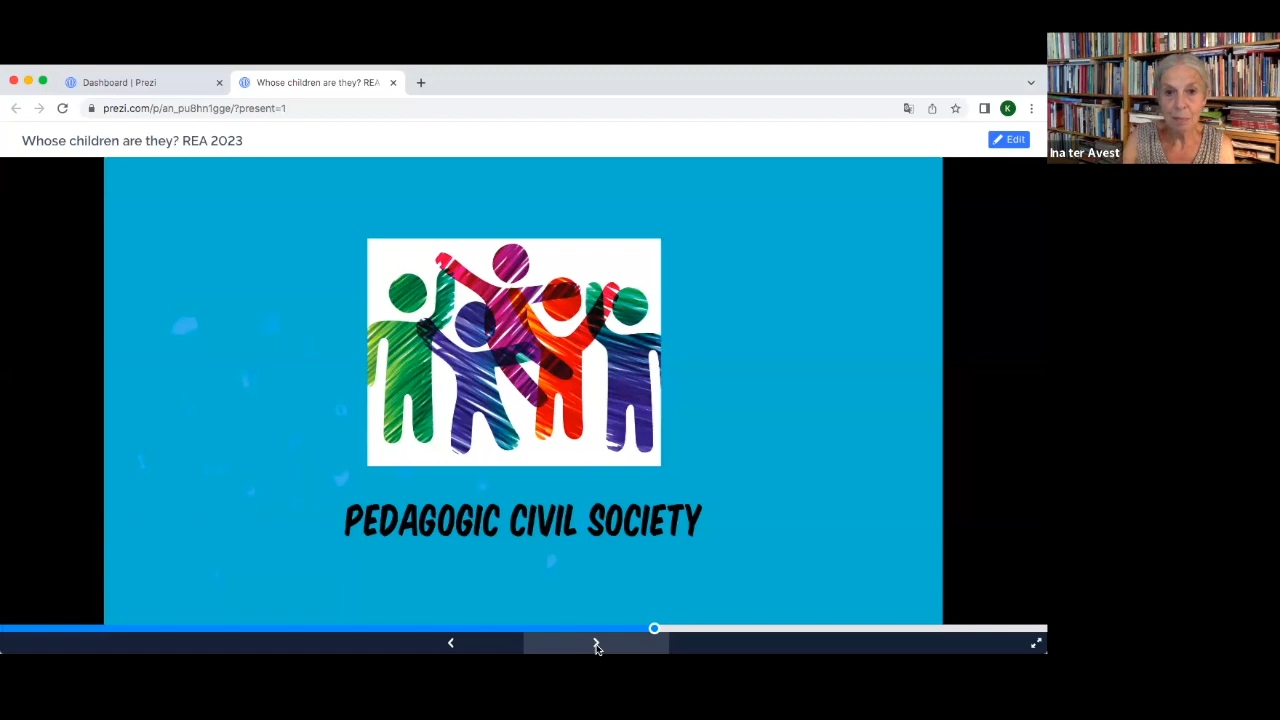 Dashboard | Prezi
Whose children are they? REA
prezi.com/p/an_pu8hn1gge/?present=1
K
Whose children are they? REA 2023
Edit
Ina ter Avest
PEDAGOGIC CIVIL SOCIETY